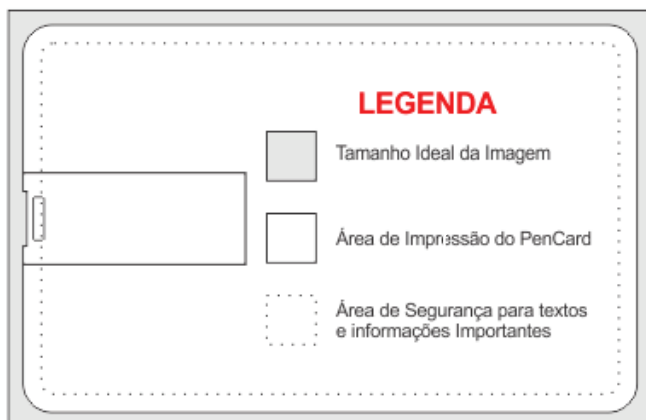 LEGENDA
Tamanho Ideal da Imagem
Área de Impressão do PenCard
Área de Segurança para textos
e informações Importantes